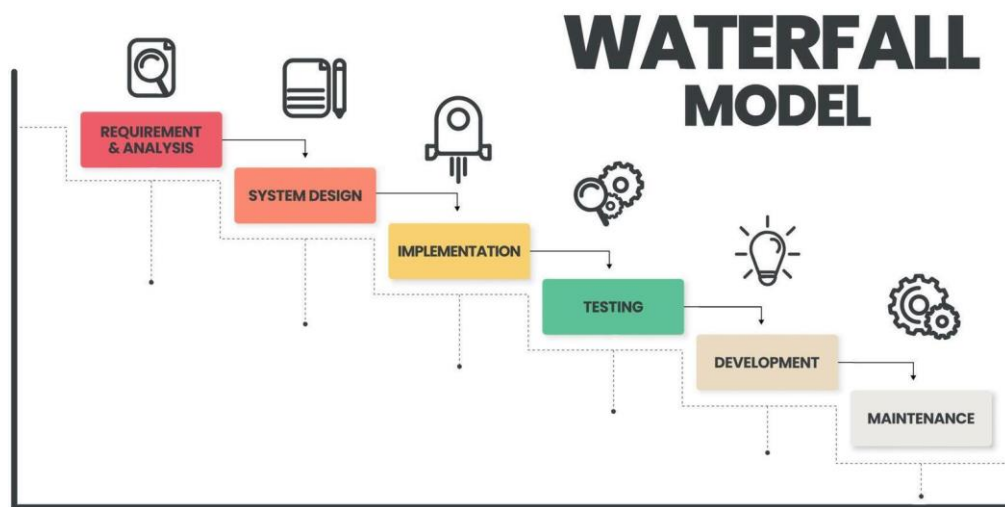 WATERFALL
MODEL
REQUIREMENT
& ANALYSIS
SYSTEM DESIGN
IMPLEMENTATION
TESTING
DEVELOPMENT
MAINTENANCE